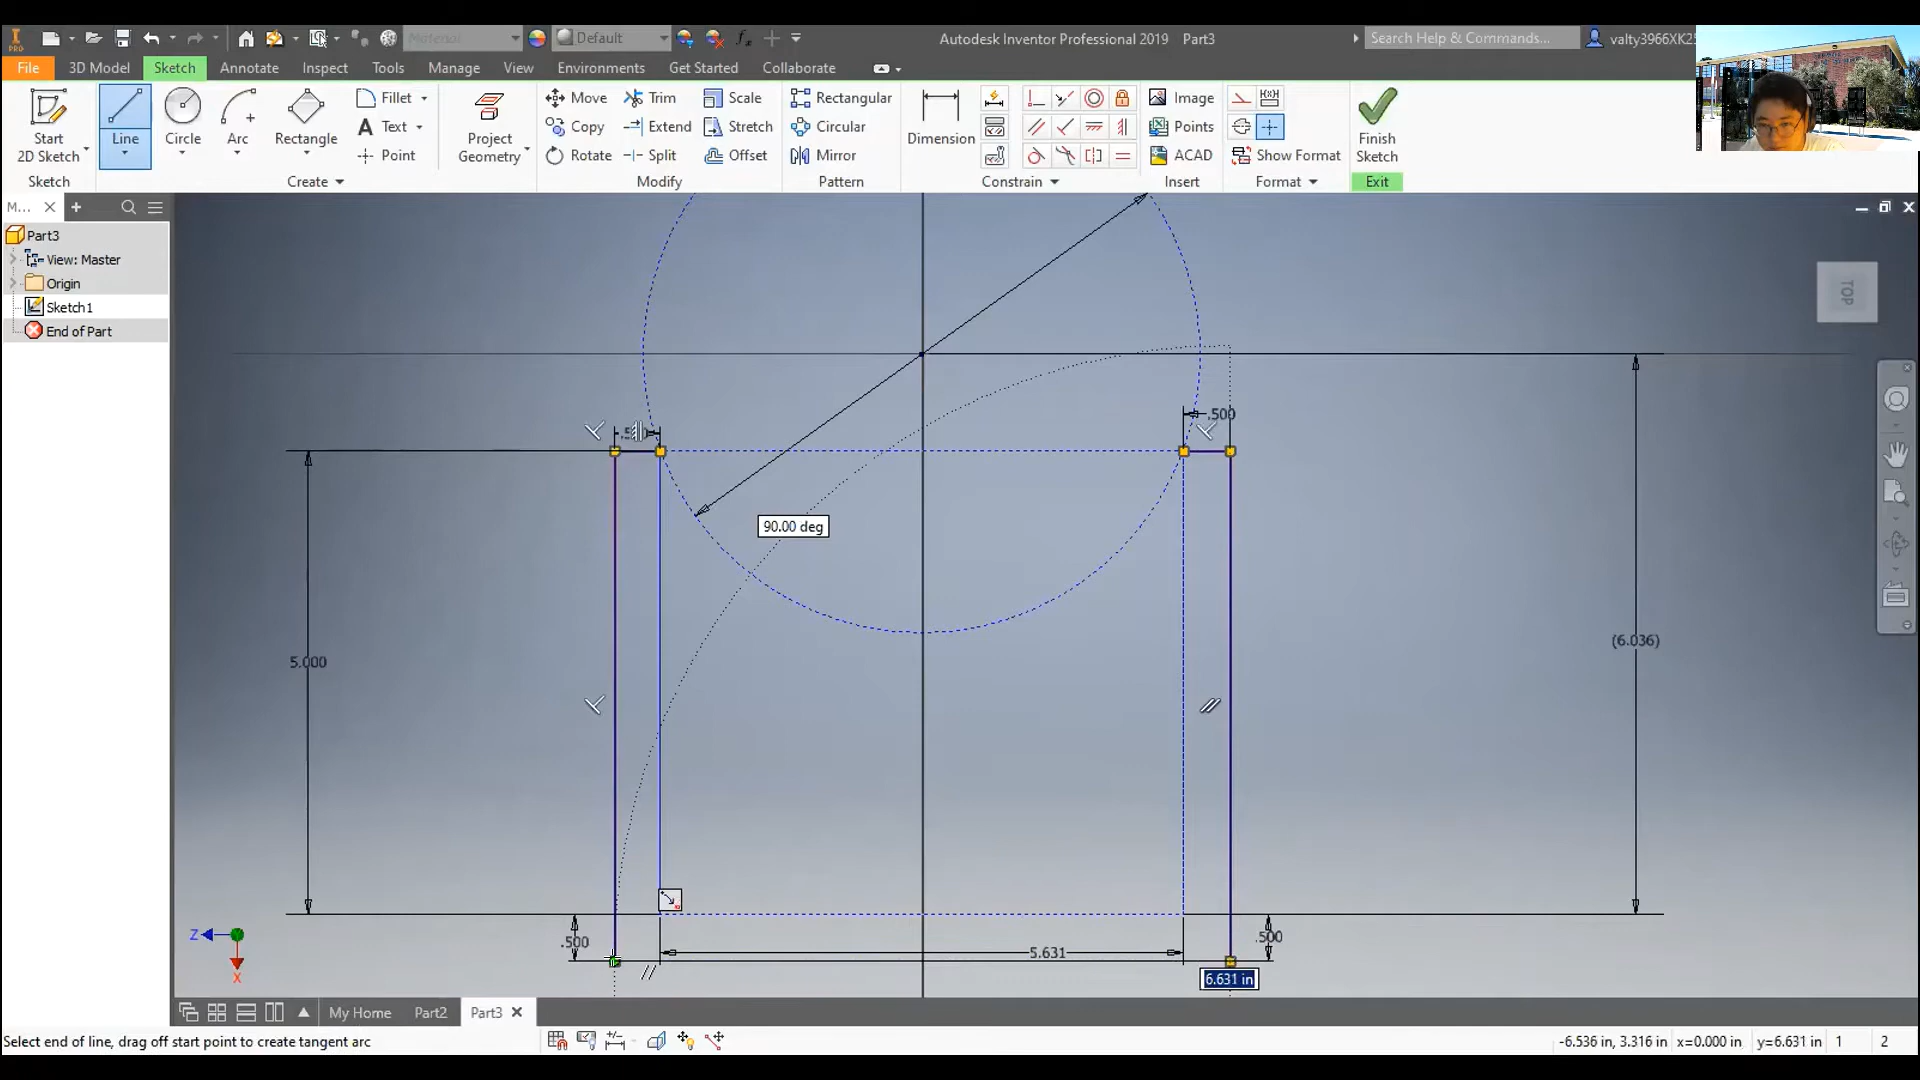 Material
Default
Autodesk Inventor Professional 2019 Part3
Search Help & Commands...
valty3966XK25
PRO
File 3D Model Sketch Annotate Inspect Tools Manage View Environments Get Started Collaborate
Start
2D Sketch
Line
Circle
Arc
Rectangle
Fillet
Text
Point
Project
Geometry
Move Trim Scale
Copy Extend Stretch
Rotate Split Offset
Rectangular
Circular
Mirror
Dimension
Image
Points
ACAD
Show Format
Finish
Sketch
Sketch Create Modify Pattern Constrain Insert Format Exit
M...
Part3
View: Master
Origin
Sketch1
End of Part
TOP
.500
90.00 deg
(6.036)
5.000
.500
5.631
.500
6.631 in
Z
X
My Home Part2 Part3
Select end of line, drag off start point to create tangent arc
-6.536 in, 3.316 in x=0.000 in y=6.631 in 1 2